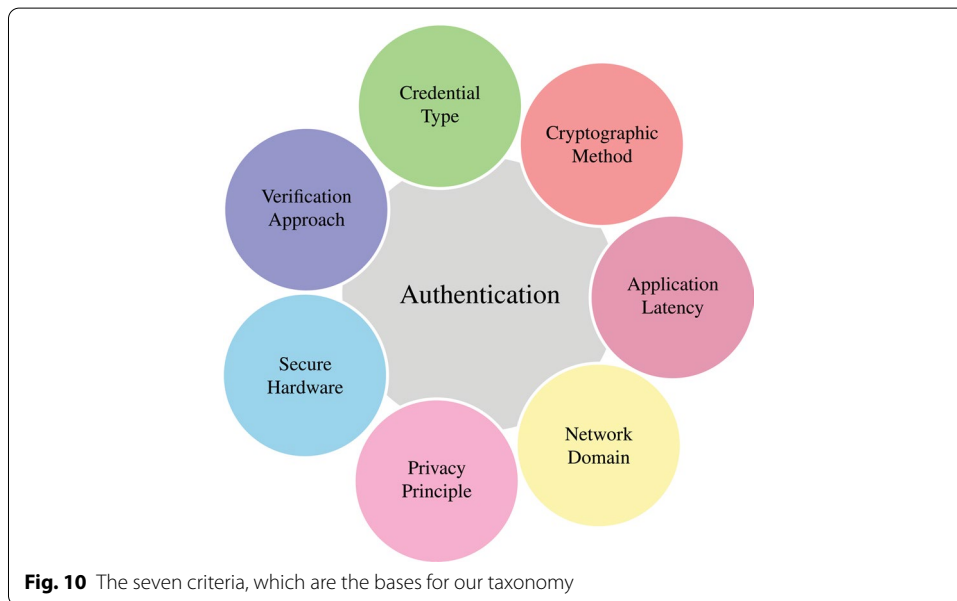 Credential
Type
Cryptographic
Method
Verification
Approach
Application
Latency
Authentication
Secure
Hardware
Network
Domain
Privacy
Principle
Fig. 10 The seven criteria, which are the bases for our taxonomy